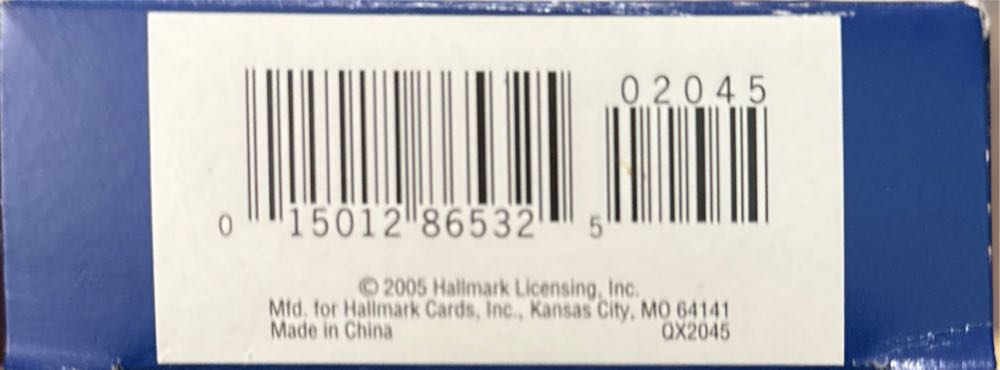 02045
0 15012 86532 5
© 2005 Hallmark Licensing, Inc.
Mfd. for Hallmark Cards, Inc., Kansas City, MO 64141
Made in China QX2045